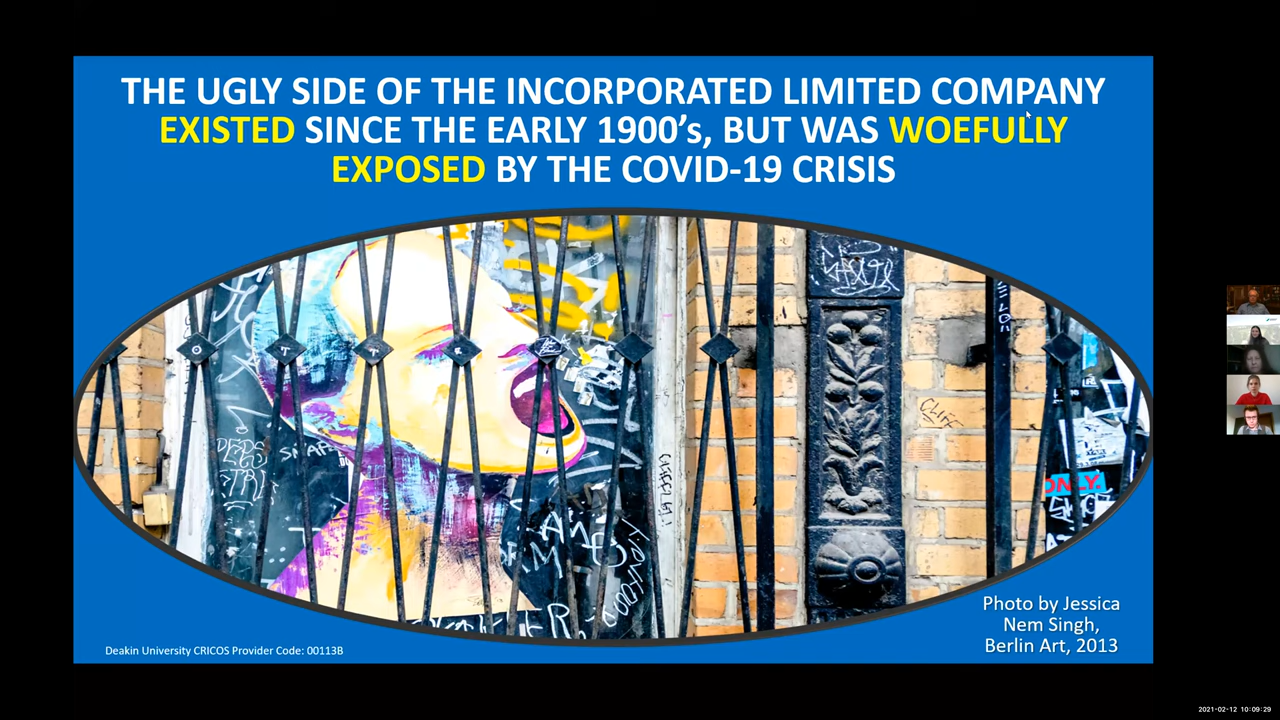 THE UGLY SIDE OF THE INCORPORATED LIMITED COMPANY
EXISTED SINCE THE EARLY 1900’s, BUT WAS WOEFULLY
EXPOSED BY THE COVID-19 CRISIS
CLIFF
ONLY.
Photo by Jessica
Nem Singh,
Berlin Art, 2013
Deakin University CRICOS Provider Code: 00113B
2021-02-12 10:09:29